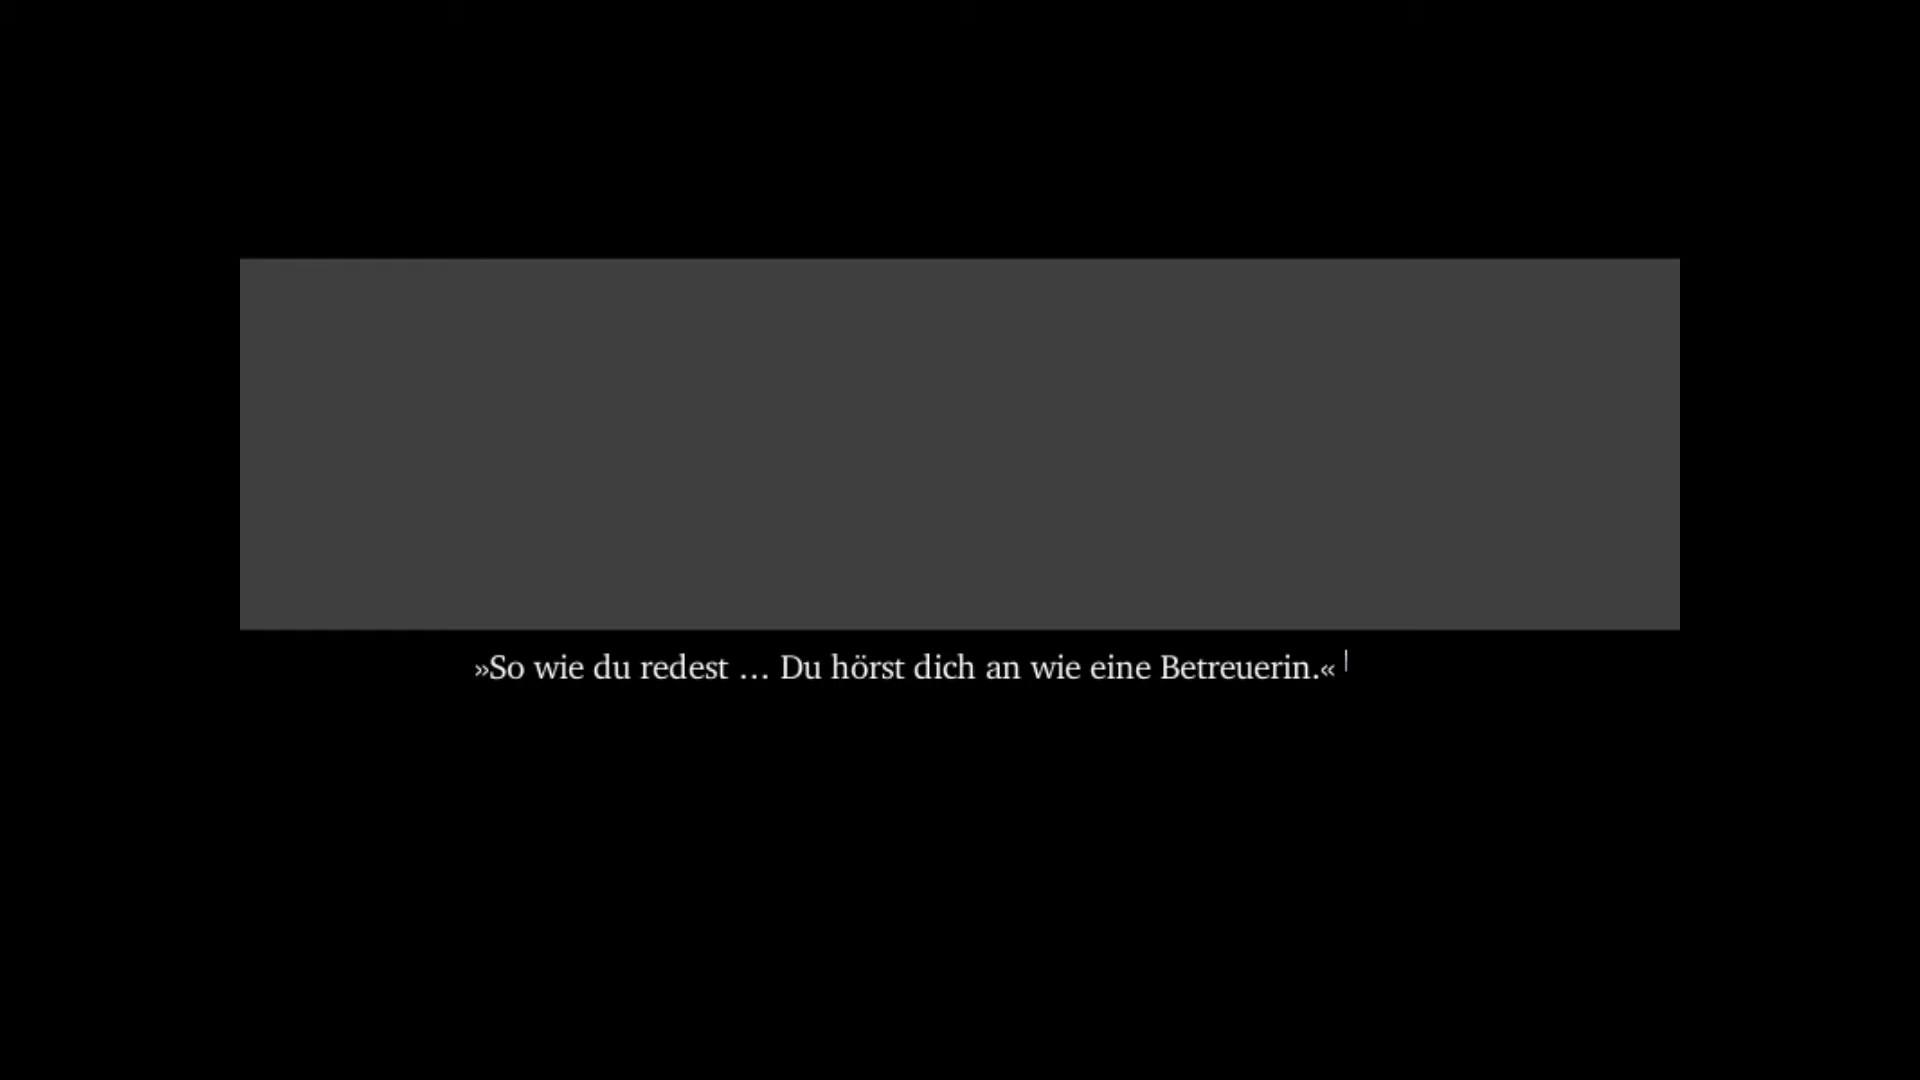 »So wie du redest … Du hörst dich an wie eine Betreuerin.«